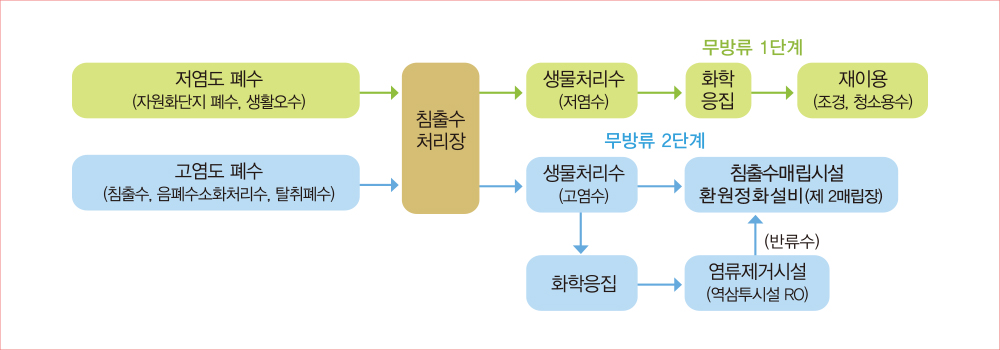 무방류 1단계
저염도 폐수
(자원화단지 폐수, 생활오수)
침출수
처리장
생물처리수
(저염수)
화학
응집
재이용
(조경, 청소용수)
무방류 2단계
고염도 폐수
(침출수, 음폐수소화처리수, 탈취폐수)
생물처리수
(고염수)
침출수매립시설
환원정화설비(제 2매립장)
(반류수)
화학응집
염류제거시설
(역삼투시설 RO)